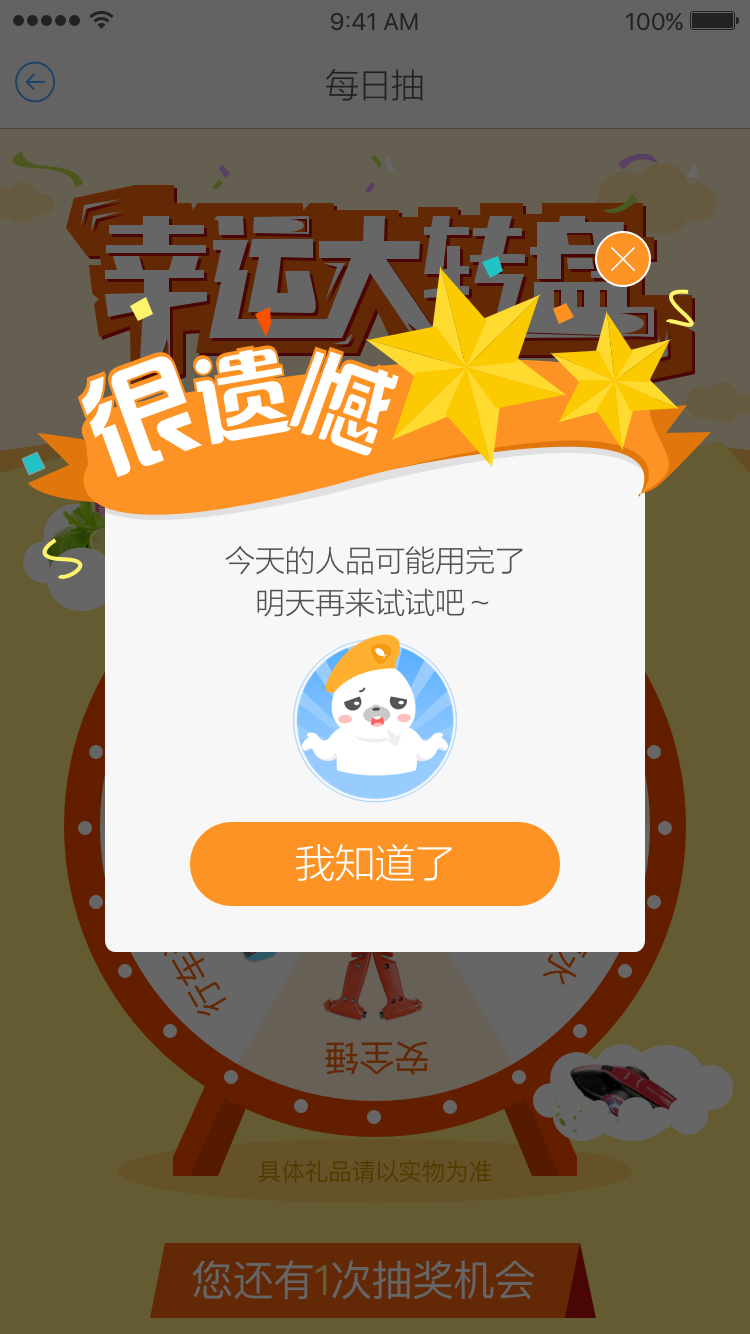 9:41 AM 100%
每日抽
幸运大转盘
很遗憾
今天的人品可能用完了
明天再来试试吧~
我知道了
行车
水
安全锤
具体礼品请以实物为准
您还有1次抽奖机会